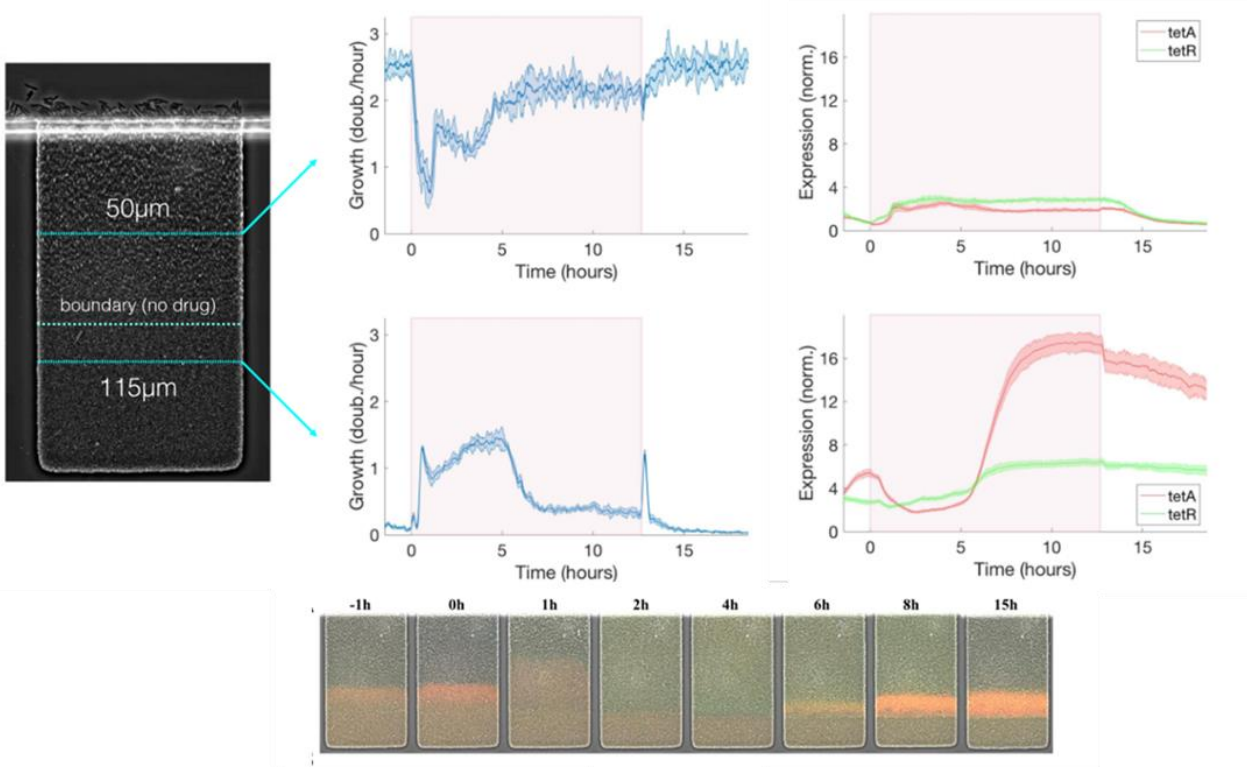 50μm
boundary (no drug)
115μm
Growth (doub./hour)
3
2
1
0
0
5
10
15
Time (hours)
Expression (norm.)
16
12
8
4
0
0
5
10
15
Time (hours)
tetA
tetR
Growth (doub./hour)
3
2
1
0
0
5
10
15
Time (hours)
Expression (norm.)
16
12
8
4
0
0
5
10
15
Time (hours)
tetA
tetR
-1h 0h 1h 2h 4h 6h 8h 15h